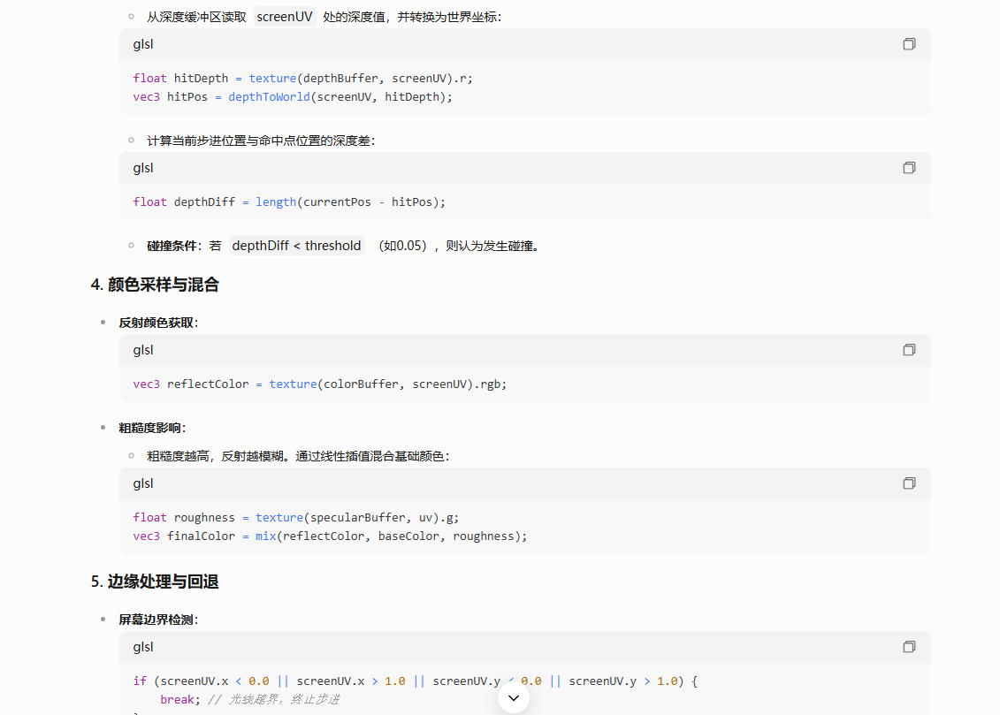 从深度缓冲区读取 screenUV 处的深度值，并转换为世界坐标：
glsl
float hitDepth = texture(depthBuffer, screenUV).r;
vec3 hitPos = depthToWorld(screenUV, hitDepth);
计算当前步进位置与命中点位置的深度差：
glsl
float depthDiff = length(currentPos - hitPos);
碰撞条件：若 depthDiff < threshold （如0.05），则认为发生碰撞。
4. 颜色采样与混合
反射颜色获取：
glsl
vec3 reflectColor = texture(colorBuffer, screenUV).rgb;
粗糙度影响：
粗糙度越高，反射越模糊。通过线性插值混合基础颜色：
glsl
float roughness = texture(specularBuffer, uv).g;
vec3 finalColor = mix(reflectColor, baseColor, roughness);
5. 边缘处理与回退
屏幕边界检测：
glsl
if (screenUV.x < 0.0 || screenUV.x > 1.0 || screenUV.y < 0.0 || screenUV.y > 1.0) {
break; // 光线越界，终止步进